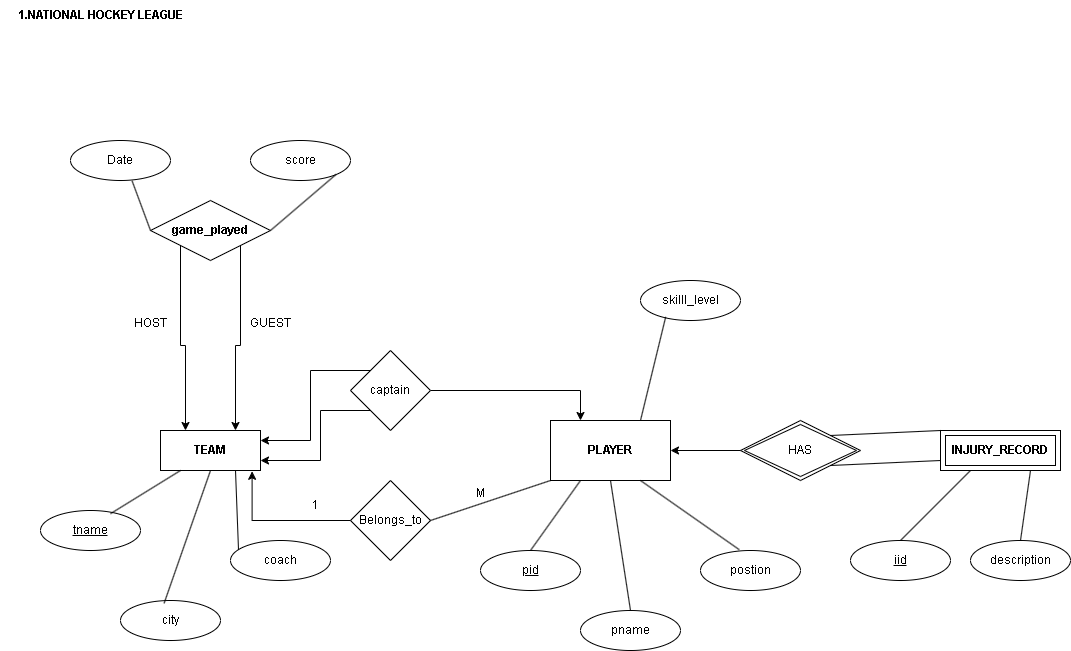 1.NATIONAL HOCKEY LEAGUE
Date
score
game_played
HOST
GUEST
skilll_level
captain
TEAM
PLAYER
HAS
INJURY_RECORD
M
1
Belongs_to
tname
coach
pid
postion
iid
description
city
pname